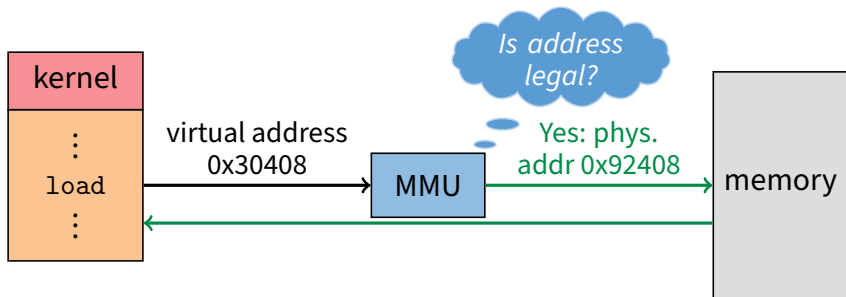 kernel
⋮
load
⋮
virtual address
0x30408
MMU
Is address
legal?
Yes: phys.
addr 0x92408
memory